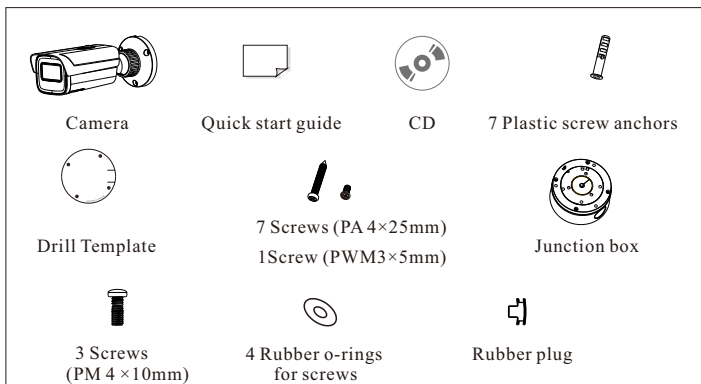 Camera
Quick start guide
CD
7 Plastic screw anchors
Drill Template
7 Screws (PA 4×25mm)
1Screw (PWM3×5mm)
Junction box
3 Screws
(PM 4 ×10mm)
4 Rubber o-rings
for screws
Rubber plug